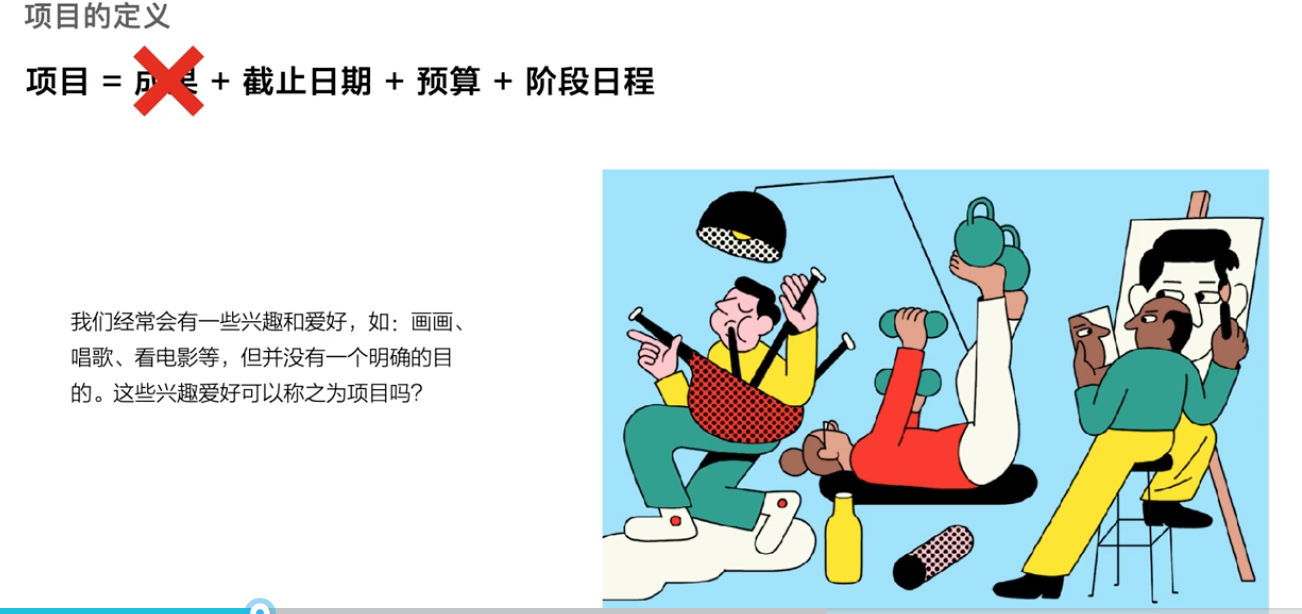 项目的定义
项目 = 成果 + 截止日期 + 预算 + 阶段日程
我们经常会有一些兴趣和爱好，如：画画、
唱歌、看电影等，但并没有一个明确的目
的。这些兴趣爱好可以称之为项目吗？